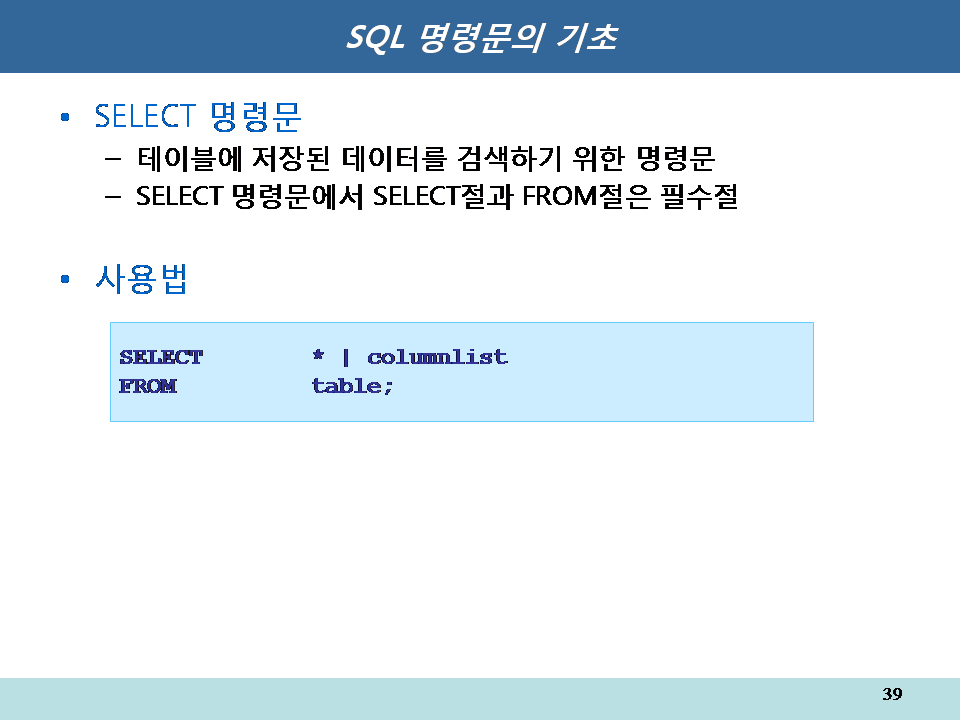 SQL 명령문의 기초
• SELECT 명령문
– 테이블에 저장된 데이터를 검색하기 위한 명령문
– SELECT 명령문에서 SELECT절과 FROM절은 필수절
• 사용법
SELECT * | columnlist
FROM table;
39